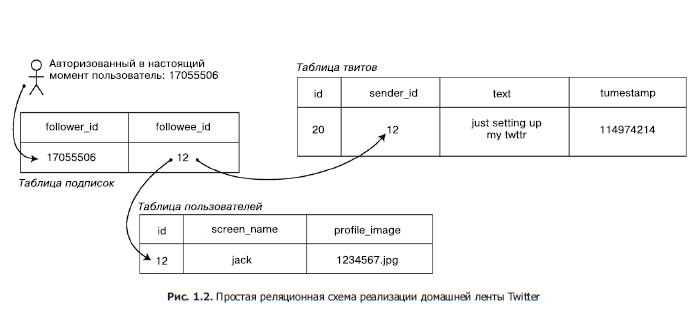 Авторизованный в настоящий
момент пользователь: 17055506
Таблица твитов
id sender_id text tumestamp
20 12 just setting up my twttr 114974214
follower_id followee_id
17055506 12
Таблица подписок
Таблица пользователей
id screen_name profile_image
12 jack 1234567.jpg
Рис. 1.2. Простая реляционная схема реализации домашней ленты Twitter